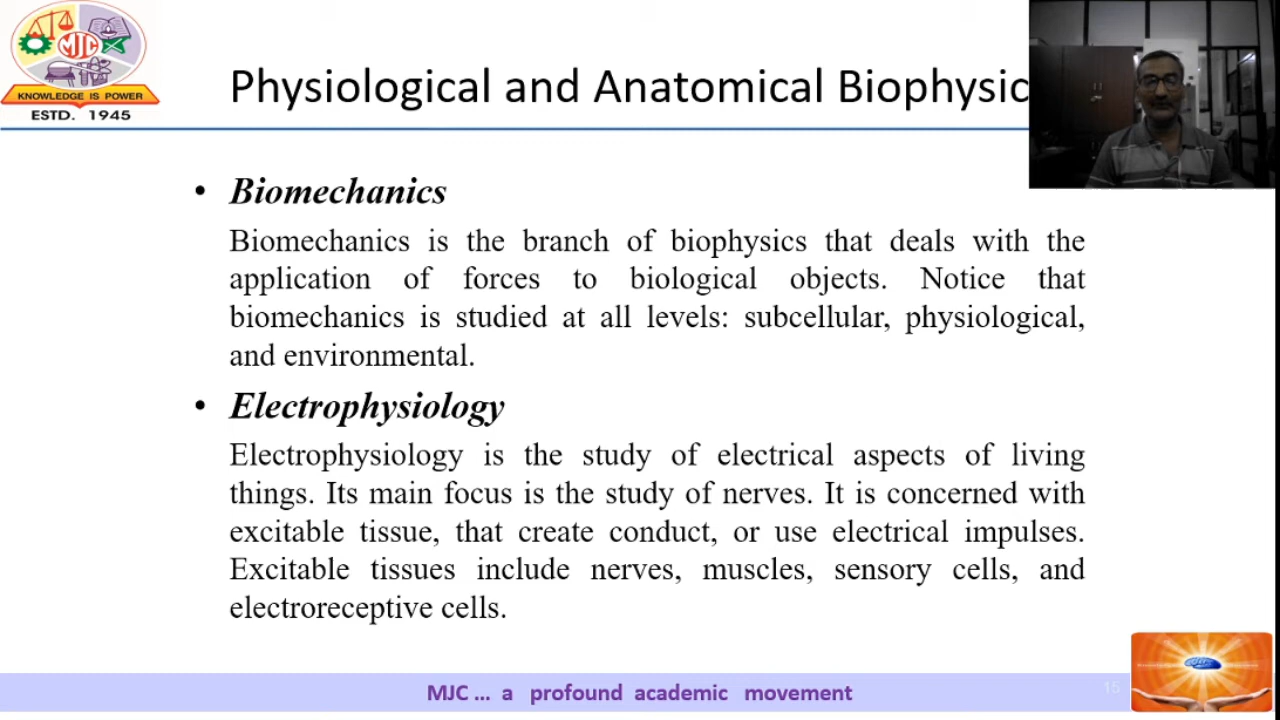 MJC
KNOWLEDGE IS POWER
ESTD. 1945
Physiological and Anatomical Biophysic
• Biomechanics
Biomechanics is the branch of biophysics that deals with the
application of forces to biological objects. Notice that
biomechanics is studied at all levels: subcellular, physiological,
and environmental.
• Electrophysiology
Electrophysiology is the study of electrical aspects of living
things. Its main focus is the study of nerves. It is concerned with
excitable tissue, that create conduct, or use electrical impulses.
Excitable tissues include nerves, muscles, sensory cells, and
electroreceptive cells.
MJC ... a profound academic movement
15